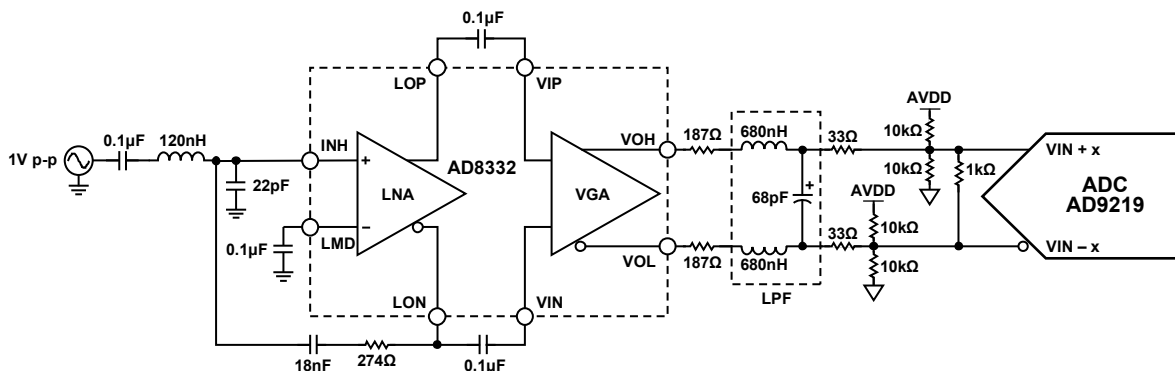 0.1µF
LOP
VIP
0.1µF
120nH
1V p-p
INH
22pF
LNA
AD8332
VGA
LMD
0.1µF
VOH
VOL
LON
VIN
18nF
274Ω
0.1µF
187Ω
680nH
68pF
+
187Ω
680nH
LPF
33Ω
33Ω
AVDD
10kΩ
10kΩ
AVDD
10kΩ
10kΩ
1kΩ
VIN + x
ADC
AD9219
VIN – x
+
–